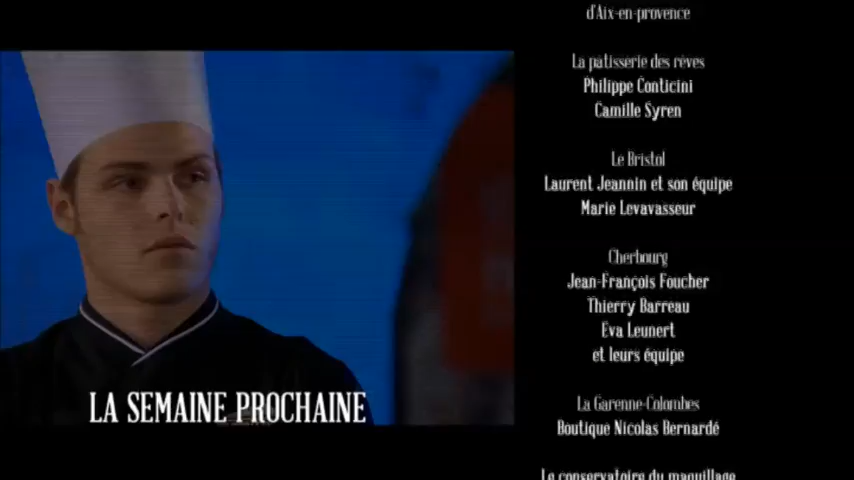 d'Aix-en-provence
La pâtisserie des rêves
Philippe Conticini
Camille Syren
Le Bristol
Laurent Jeannin et son équipe
Marie Levavasseur
Cherbourg
Jean-François Foucher
Thierry Barreau
Eva Leunert
et leurs équipe
La Garenne-Colombes
Boutique Nicolas Bernardé
Le conservatoire du maquillage
LA SEMAINE PROCHAINE